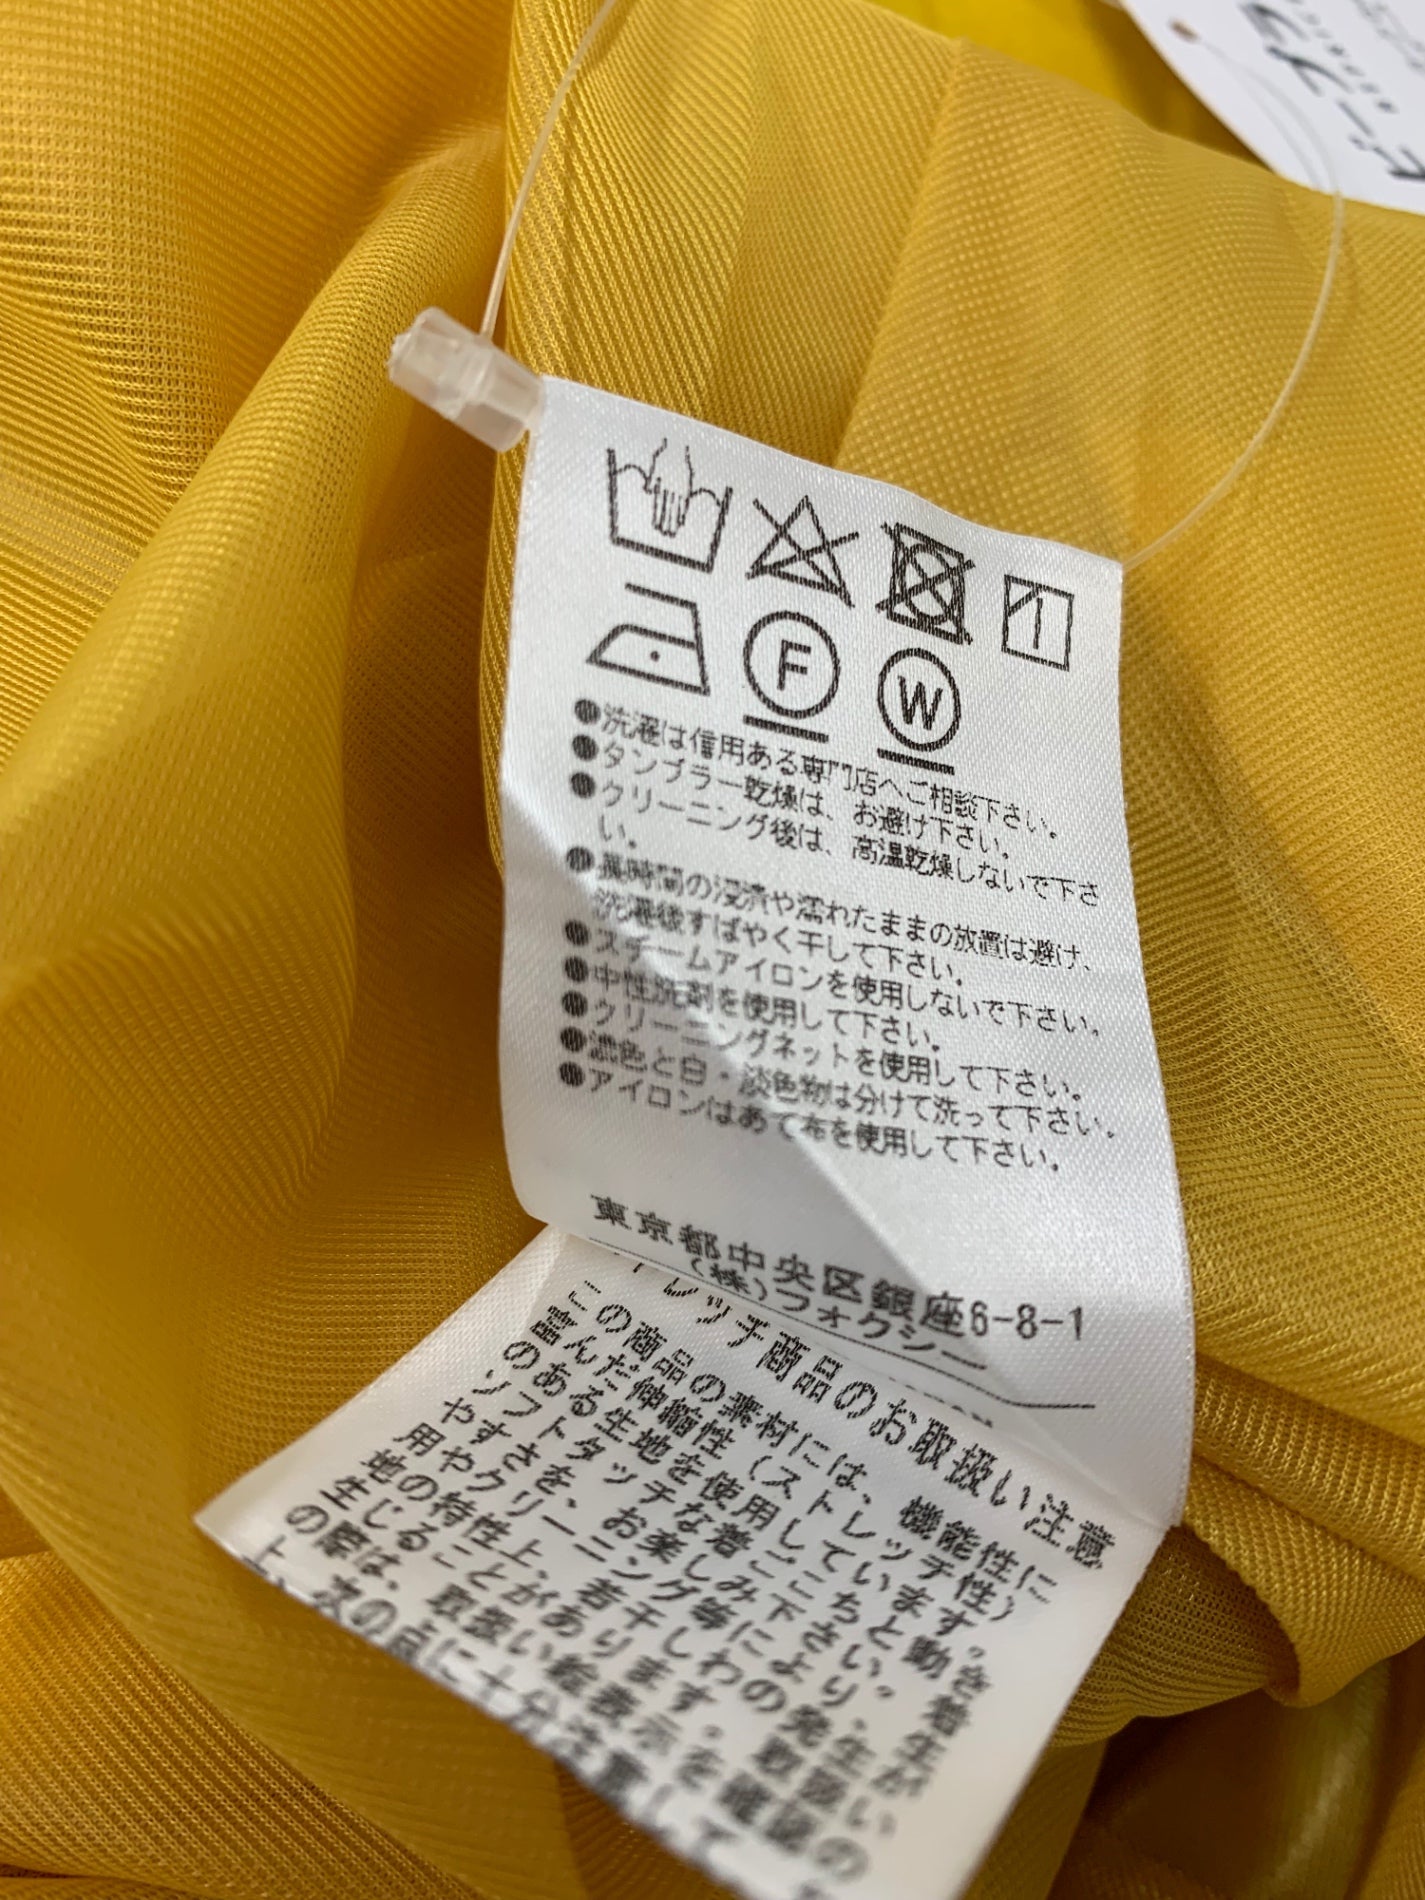 F W
●洗濯は信用ある専門店へご相談下さい。
●タンブラー乾燥は、お避け下さい。
●クリーニング後は、高温乾燥しないで下さ
い。
●長時間の浸漬や濡れたままの放置は避け、
洗濯後すばやく干して下さい。
●スチームアイロンを使用しないで下さい。
●中性洗剤を使用して下さい。
●クリーニングネットを使用して下さい。
●濃色と白・淡色物は分けて洗って下さい。
●アイロンはあて布を使用して下さい。
東京都中央区銀座6-8-1
(株)フォクシー
トレッチ商品のお取扱い注意
この商品の素材には、機能性に
富んだ伸縮性(ストレッチ性)
のある生地を使用しています。
ソフトタッチな着ごこちと動き
やすさを、お楽しみ下さい。着
用やクリーニング等により、生
地の特性上、若干しわの発生が
生じることがあります。取扱い
の際は、取扱い絵表示を確認の
上、次の点に十分注意して